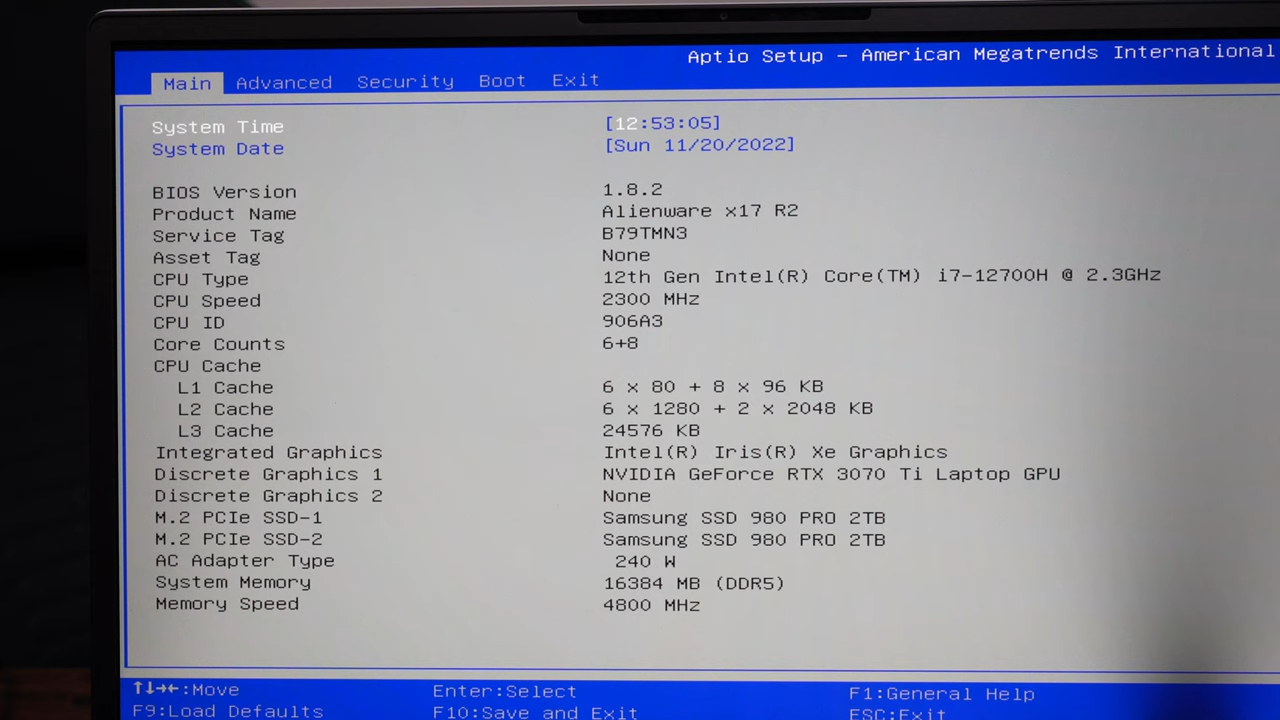 Aptio Setup - American Megatrends International
Main Advanced Security Boot Exit
System Time [12:53:05]
System Date [Sun 11/20/2022]
BIOS Version 1.8.2
Product Name Alienware x17 R2
Service Tag B79TMN3
Asset Tag None
CPU Type 12th Gen Intel(R) Core(TM) i7-12700H @ 2.3GHz
CPU Speed 2300 MHz
CPU ID 906A3
Core Counts 6+8
CPU Cache
L1 Cache 6 x 80 + 8 x 96 KB
L2 Cache 6 x 1280 + 2 x 2048 KB
L3 Cache 24576 KB
Integrated Graphics Intel(R) Iris(R) Xe Graphics
Discrete Graphics 1 NVIDIA GeForce RTX 3070 Ti Laptop GPU
Discrete Graphics 2 None
M.2 PCIe SSD-1 Samsung SSD 980 PRO 2TB
M.2 PCIe SSD-2 Samsung SSD 980 PRO 2TB
AC Adapter Type 240 W
System Memory 16384 MB (DDR5)
Memory Speed 4800 MHz
↑↓→←:Move Enter:Select F1:General Help
F9:Load Defaults F10:Save and Exit ESC:Exit